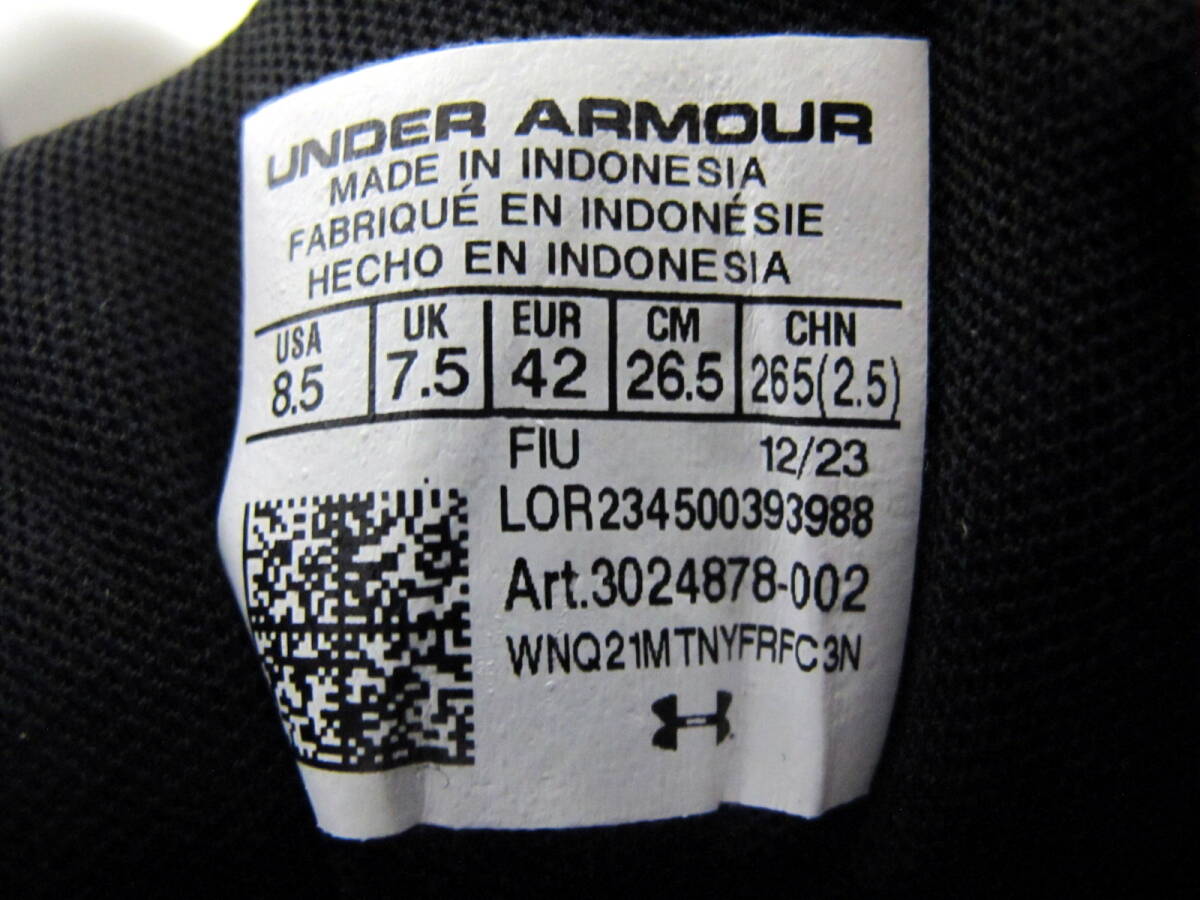 UNDER ARMOUR
MADE IN INDONESIA
FABRIQUÉ EN INDONÉSIE
HECHO EN INDONESIA
USA UK EUR CM CHN
8.5 7.5 42 26.5 265(2.5)
FIU 12/23
LOR234500393988
Art.3024878-002
WNQ21MTNYFRFC3N